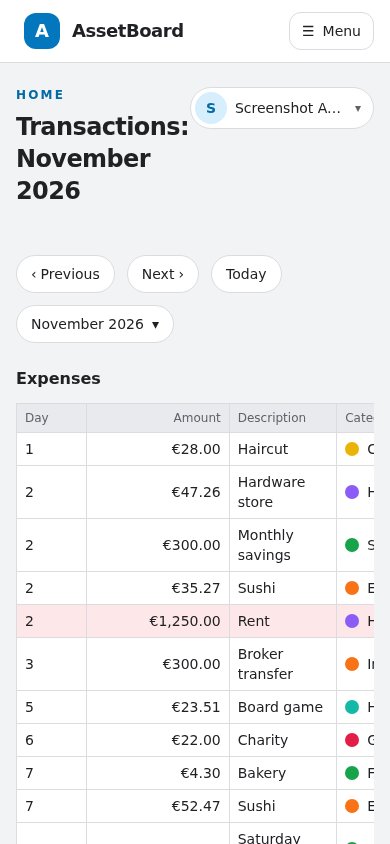 A AssetBoard
☰ Menu
HOME
Transactions:
November
2026
S Screenshot A... ▾
‹ Previous
Next ›
Today
November 2026 ▾
Expenses
Day Amount Description
1 €28.00 Haircut
2 €47.26 Hardware
store
2 €300.00 Monthly
savings
2 €35.27 Sushi
2 €1,250.00 Rent
3 €300.00 Broker
transfer
5 €23.51 Board game
6 €22.00 Charity
7 €4.30 Bakery
7 €52.47 Sushi
Saturday